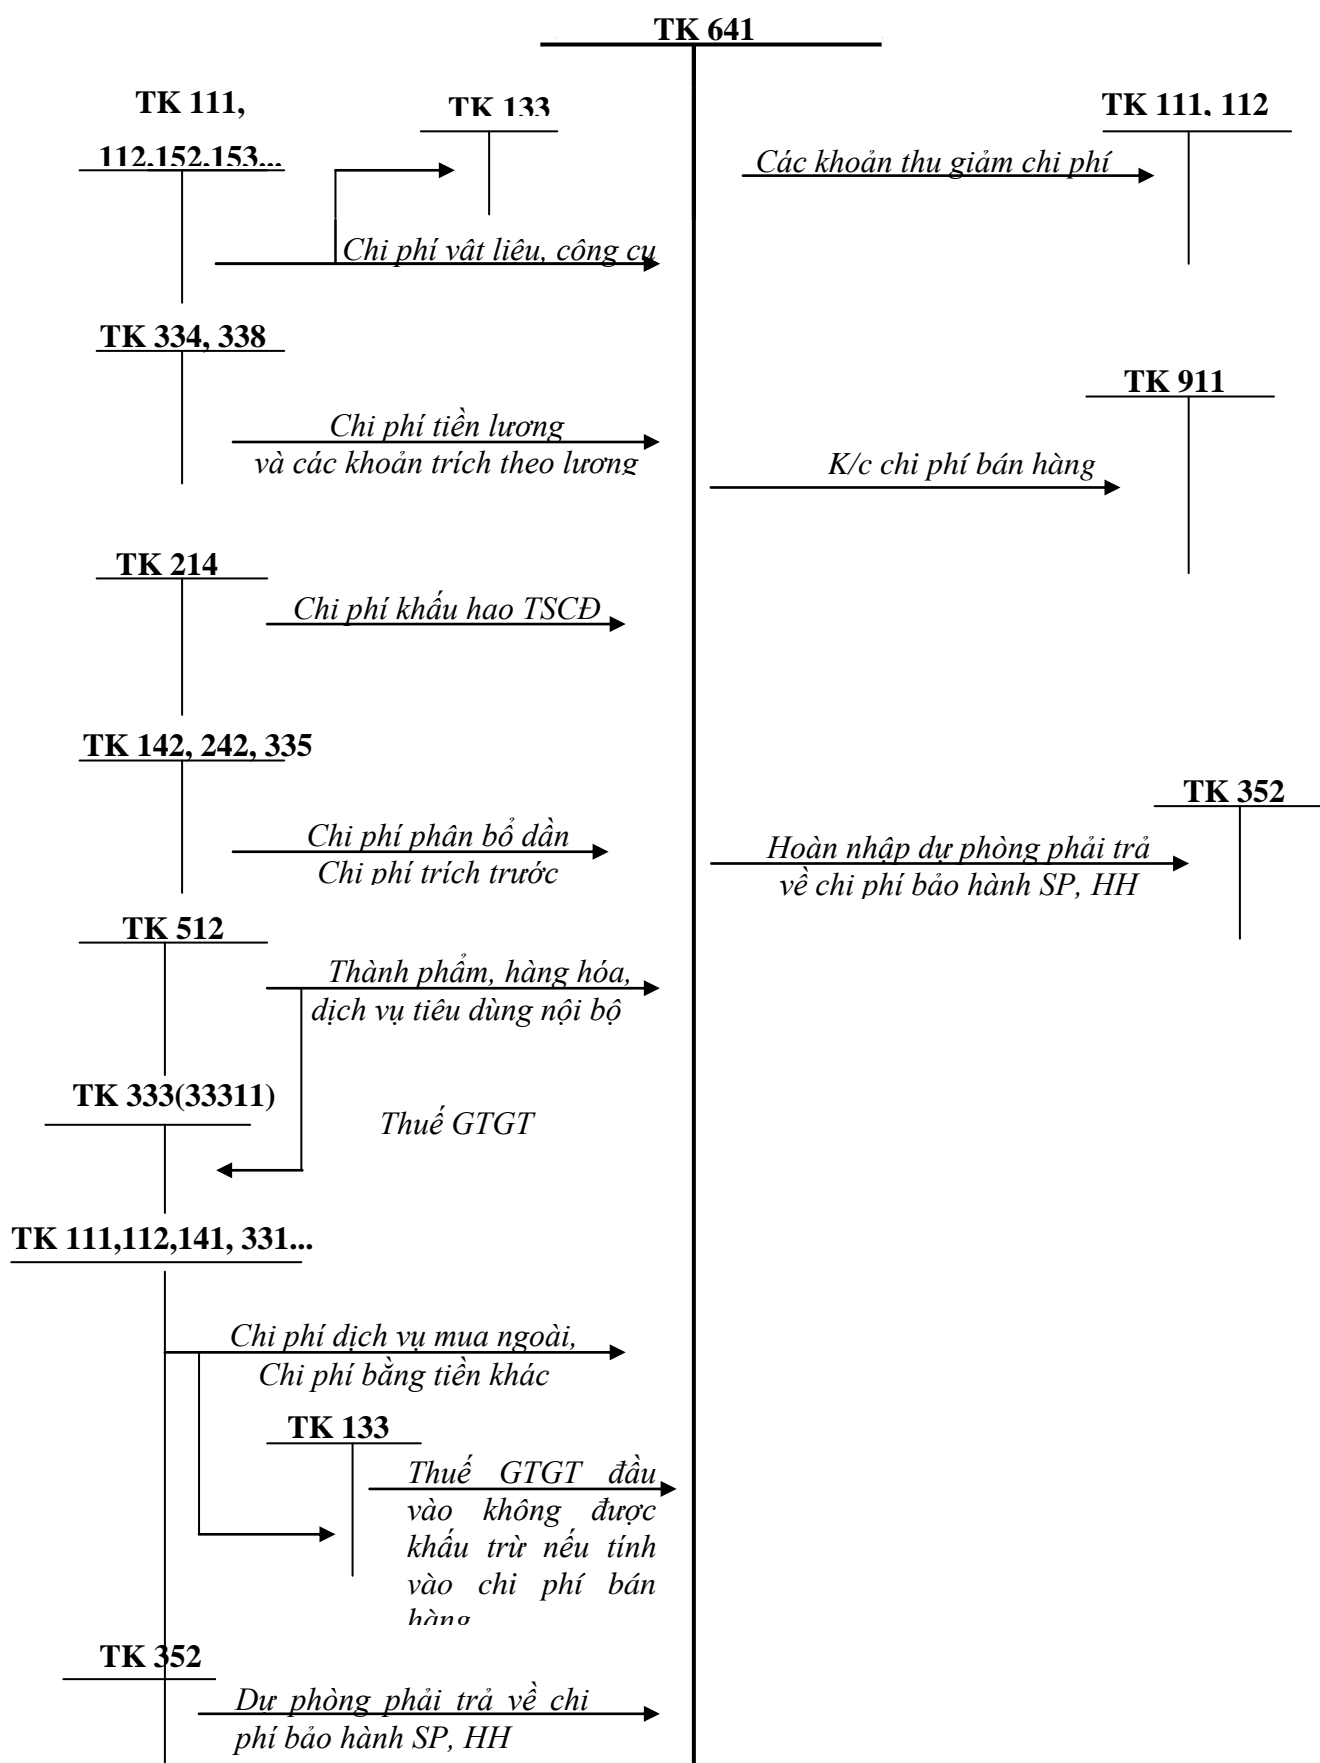 TK 641
TK 111,
112,152,153...
TK 133
TK 111, 112
Các khoản thu giảm chi phí
Chi phí vật liệu, công cụ
TK 334, 338
TK 911
Chi phí tiền lương
và các khoản trích theo lương
K/c chi phí bán hàng
TK 214
Chi phí khấu hao TSCĐ
TK 142, 242, 335
TK 352
Chi phí phân bổ dần
Chi phí trích trước
Hoàn nhập dự phòng phải trả
về chi phí bảo hành SP, HH
TK 512
Thành phẩm, hàng hóa,
dịch vụ tiêu dùng nội bộ
TK 333(33311)
Thuế GTGT
TK 111,112,141, 331...
Chi phí dịch vụ mua ngoài,
Chi phí bằng tiền khác
TK 133
Thuế GTGT đầu
vào không được
khấu trừ nếu tính
vào chi phí bán
hàng
TK 352
Dự phòng phải trả về chi
phí bảo hành SP, HH